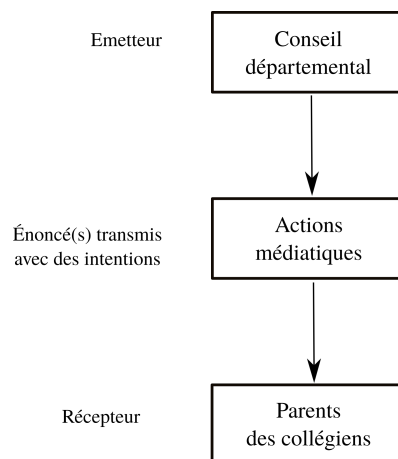 Emetteur
Conseil
départemental
Énoncé(s) transmis
avec des intentions
Actions
médiatiques
Récepteur
Parents
des collégiens